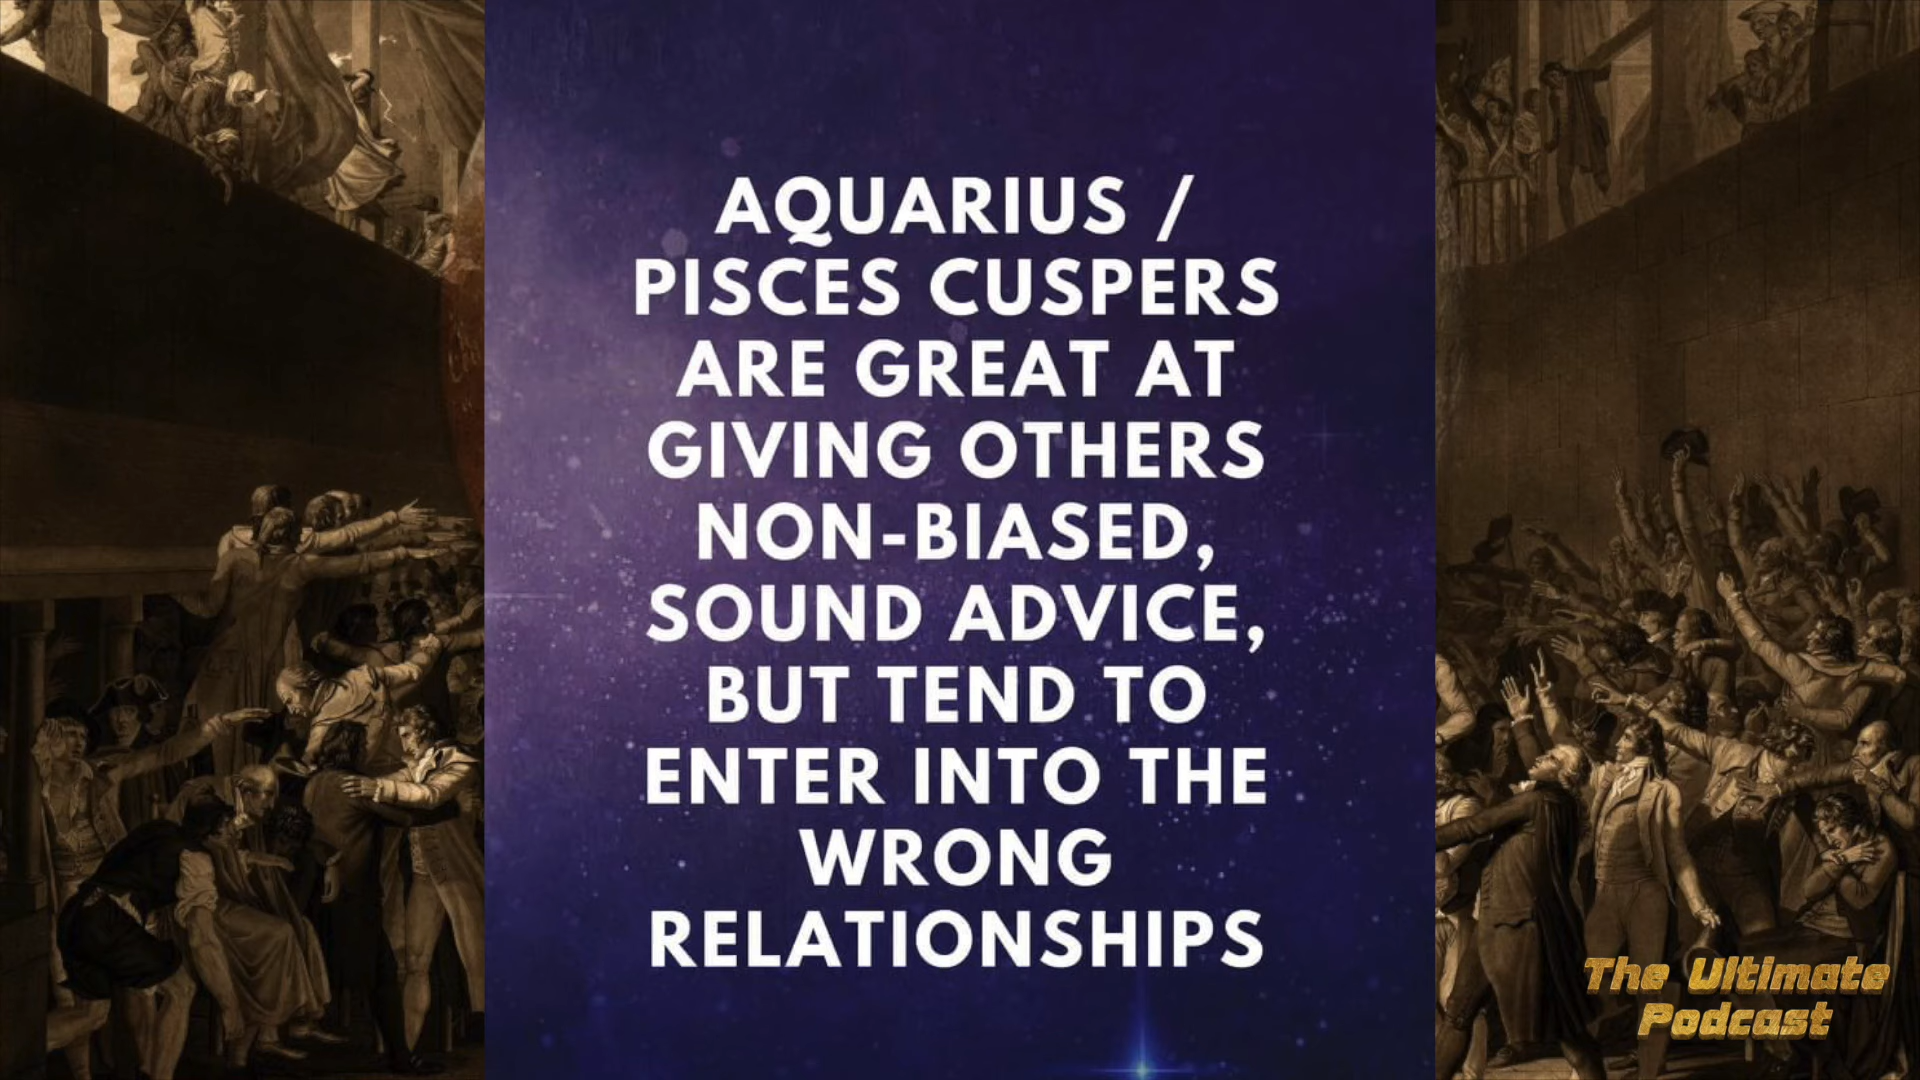 AQUARIUS /
PISCES CUSPERS
ARE GREAT AT
GIVING OTHERS
NON-BIASED,
SOUND ADVICE,
BUT TEND TO
ENTER INTO THE
WRONG
RELATIONSHIPS
The Ultimate
Podcast